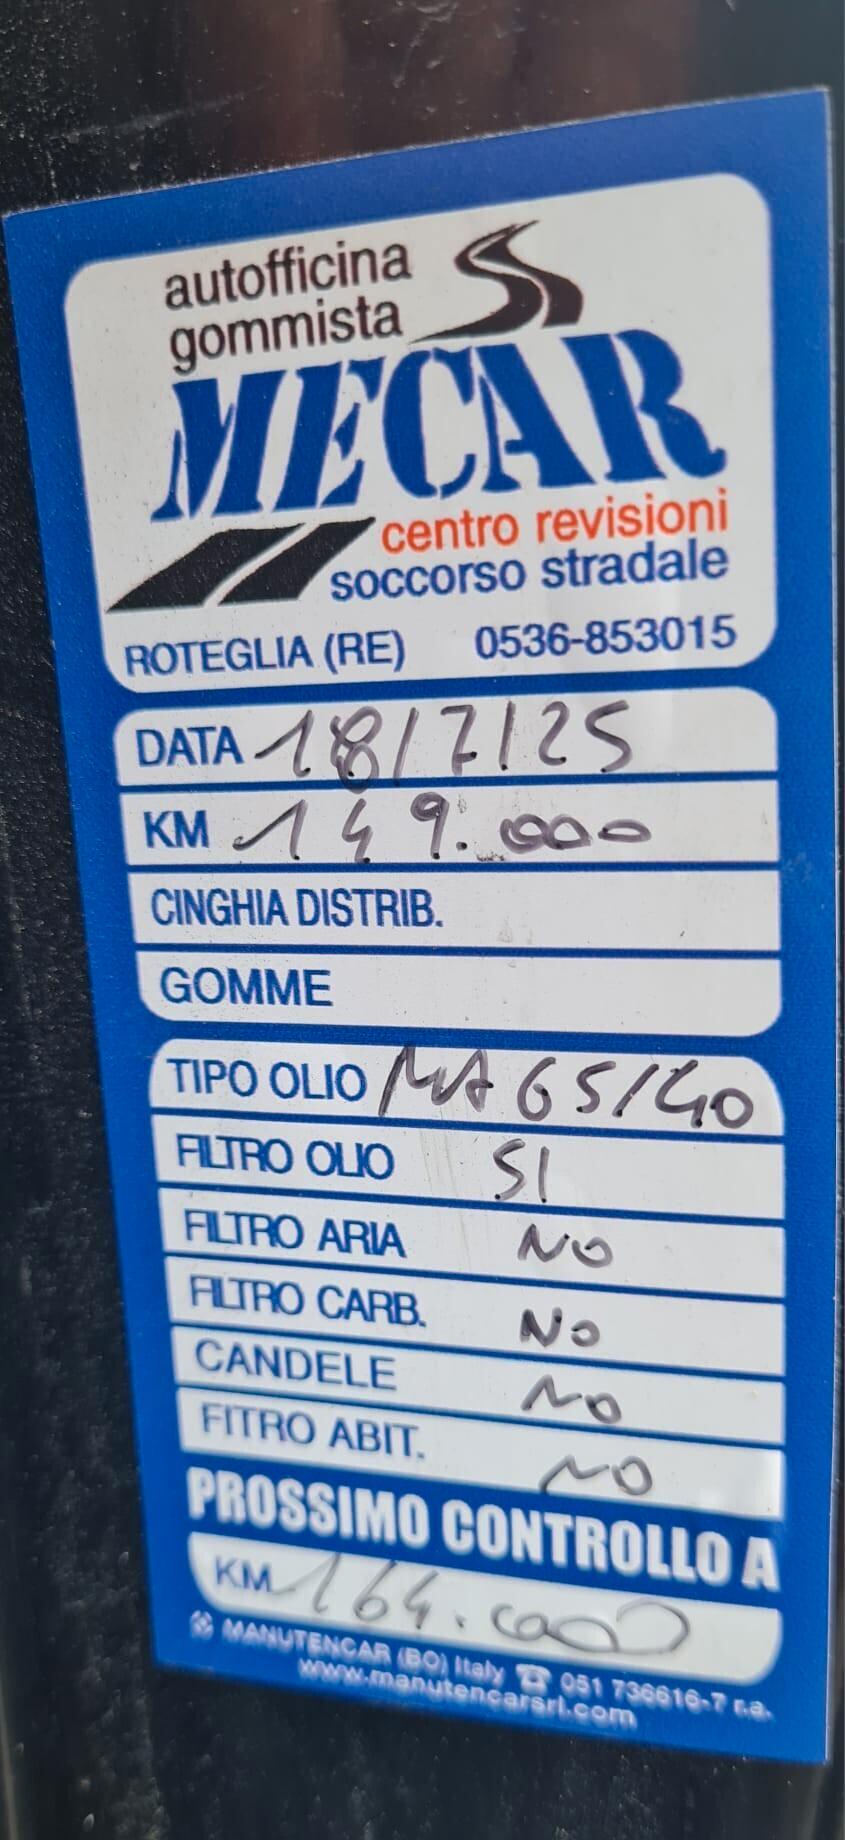 autofficina
gommista
MECAR
centro revisioni
soccorso stradale
ROTEGLIA (RE) 0536-853015
DATA 18/7/25
KM 149.000
CINGHIA DISTRIB.
GOMME
TIPO OLIO MA 65/40
FILTRO OLIO SI
FILTRO ARIA NO
FILTRO CARB. NO
CANDELE NO
FITRO ABIT. NO
PROSSIMO CONTROLLO A
KM 164.000
MANUTENCAR (BO) Italy ☎ 051 736616-7 r.a.
www.manutencarsrl.com